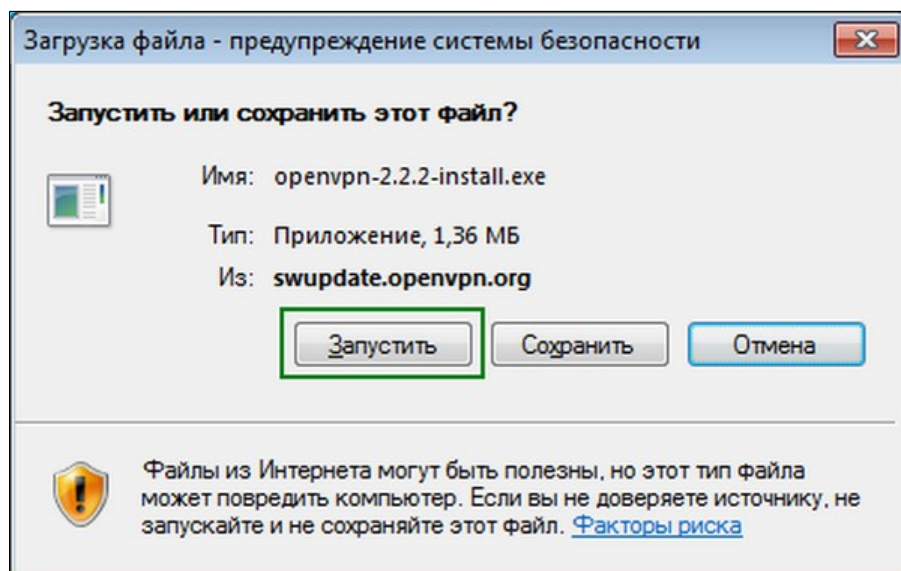 Загрузка файла - предупреждение системы безопасности
Запустить или сохранить этот файл?
Имя: openvpn-2.2.2-install.exe
Тип: Приложение, 1,36 МБ
Из: swupdate.openvpn.org
Запустить Сохранить Отмена
Файлы из Интернета могут быть полезны, но этот тип файла
может повредить компьютер. Если вы не доверяете источнику, не
запускайте и не сохраняйте этот файл. Факторы риска